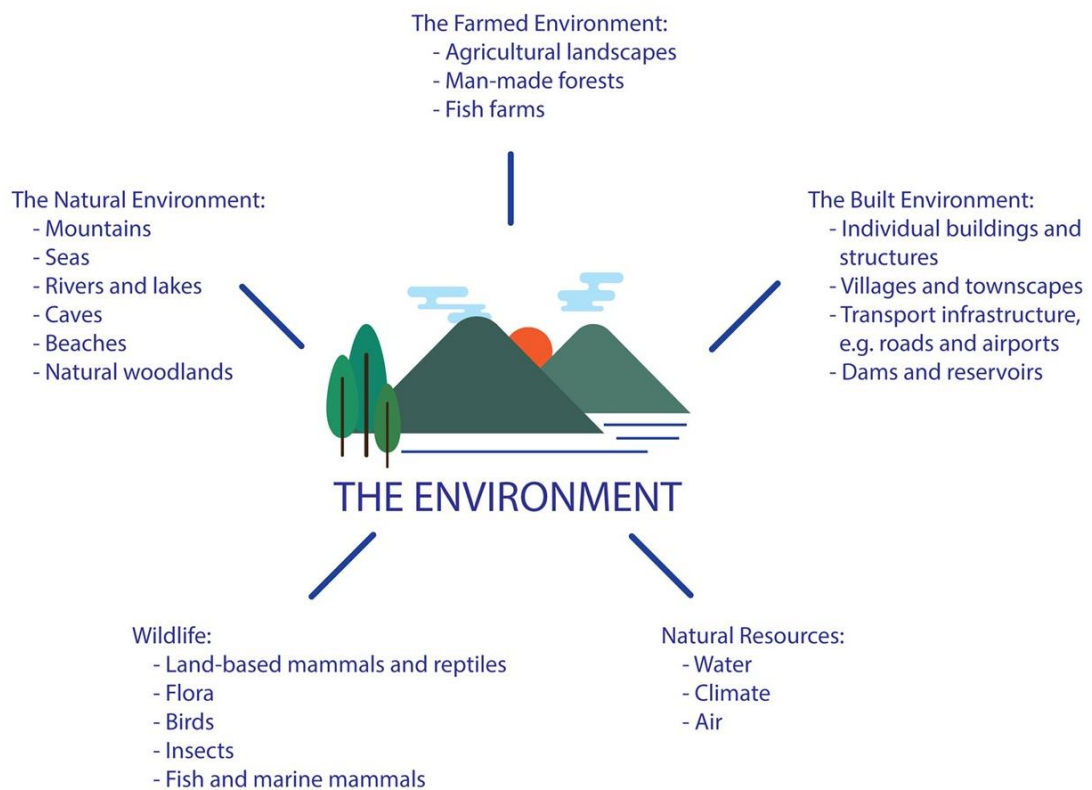 The Farmed Environment:
- Agricultural landscapes
- Man-made forests
- Fish farms
The Natural Environment:
- Mountains
- Seas
- Rivers and lakes
- Caves
- Beaches
- Natural woodlands
The Built Environment:
- Individual buildings and
structures
- Villages and townscapes
- Transport infrastructure,
e.g. roads and airports
- Dams and reservoirs
THE ENVIRONMENT
Wildlife:
- Land-based mammals and reptiles
- Flora
- Birds
- Insects
- Fish and marine mammals
Natural Resources:
- Water
- Climate
- Air